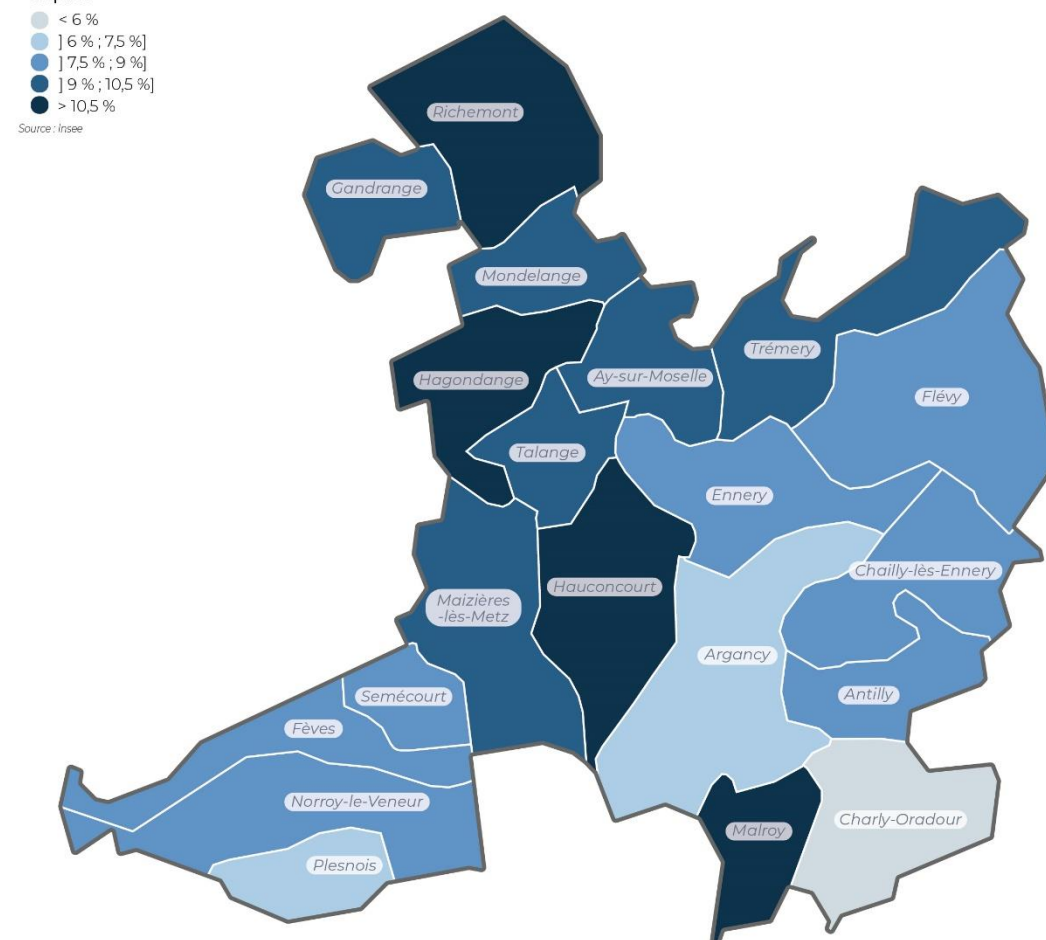 < 6 %
] 6 % ; 7,5 %]
] 7,5 % ; 9 %]
] 9 % ; 10,5 %]
> 10,5 %
Source : insee
Richemont
Gandrange
Mondelange
Trémery
Hagondange
Ay-sur-Moselle
Flévy
Talange
Ennery
Chailly-lès-Ennery
Hauconcourt
Maizières
-lès-Metz
Argancy
Semécourt
Antilly
Fèves
Norroy-le-Veneur
Charly-Oradour
Malroy
Plesnois